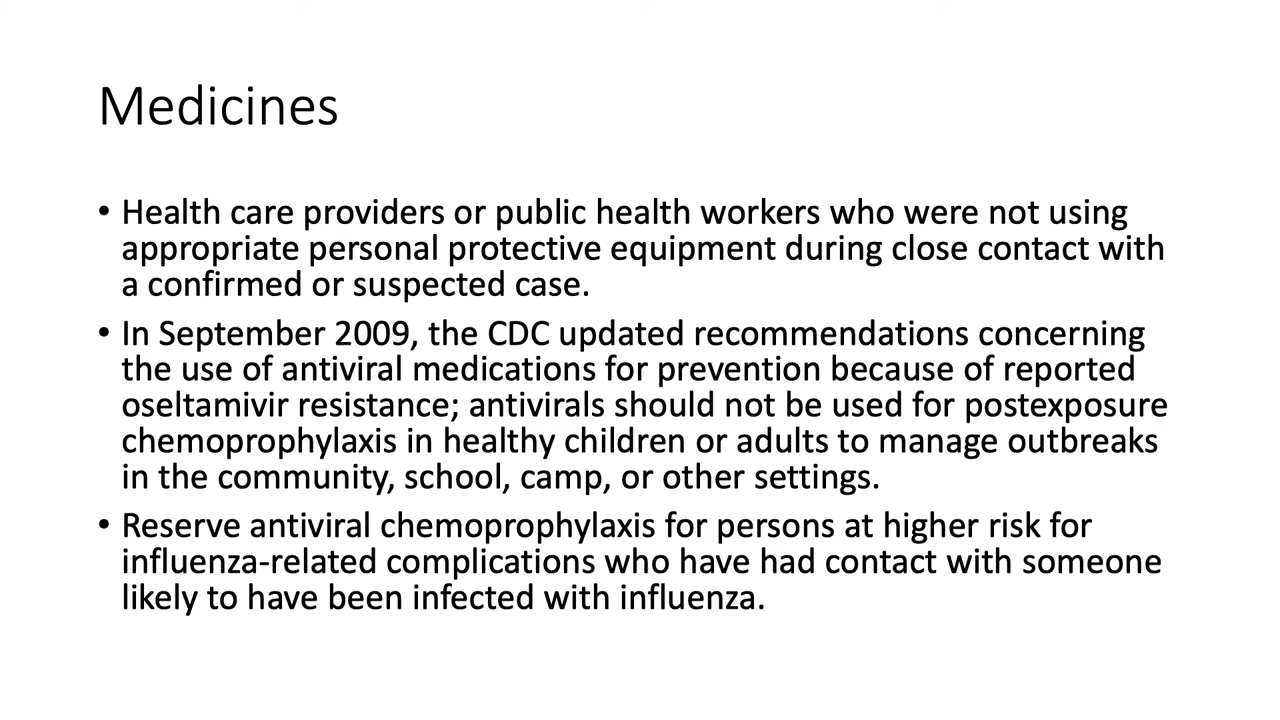 Medicines
• Health care providers or public health workers who were not using
appropriate personal protective equipment during close contact with
a confirmed or suspected case.
• In September 2009, the CDC updated recommendations concerning
the use of antiviral medications for prevention because of reported
oseltamivir resistance; antivirals should not be used for postexposure
chemoprophylaxis in healthy children or adults to manage outbreaks
in the community, school, camp, or other settings.
• Reserve antiviral chemoprophylaxis for persons at higher risk for
influenza-related complications who have had contact with someone
likely to have been infected with influenza.